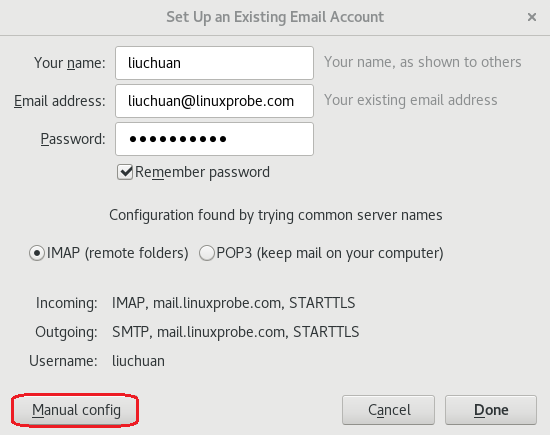 Set Up an Existing Email Account ×
Your name: liuchuan Your name, as shown to others
Email address: liuchuan@linuxprobe.com Your existing email address
Password: ●●●●●●●●●●
Remember password
Configuration found by trying common server names
IMAP (remote folders) POP3 (keep mail on your computer)
Incoming: IMAP, mail.linuxprobe.com, STARTTLS
Outgoing: SMTP, mail.linuxprobe.com, STARTTLS
Username: liuchuan
Manual config Cancel Done